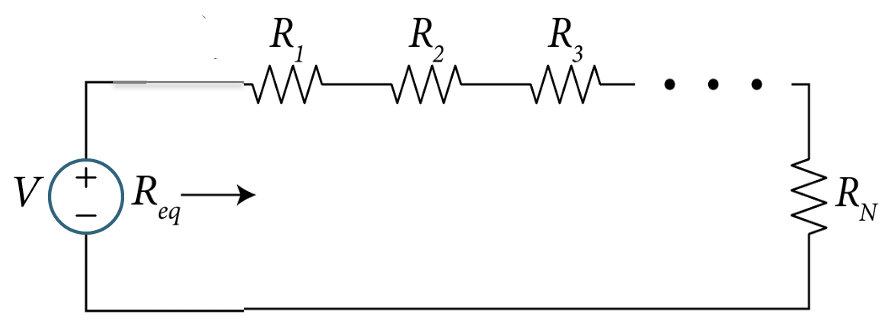 R1 R2 R3
+
V Req RN
−